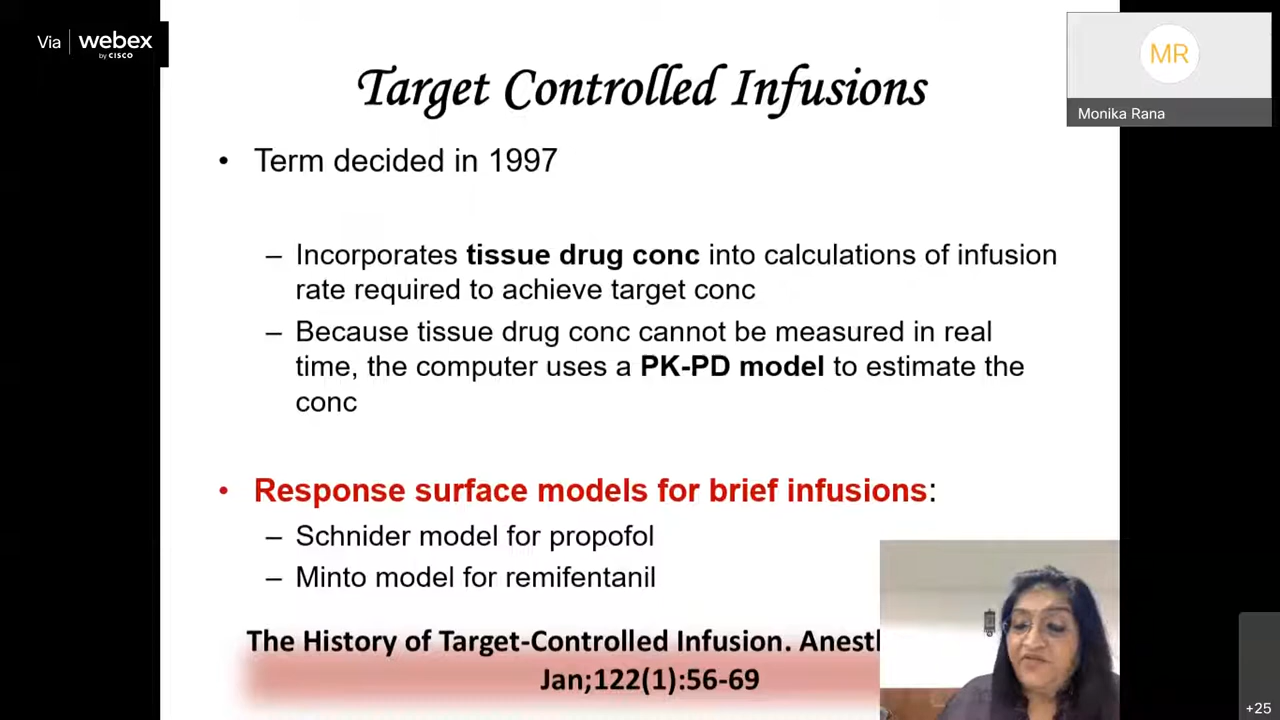 Via webex
by CISCO
MR
Monika Rana
Target Controlled Infusions
• Term decided in 1997
– Incorporates tissue drug conc into calculations of infusion
rate required to achieve target conc
– Because tissue drug conc cannot be measured in real
time, the computer uses a PK-PD model to estimate the
conc
• Response surface models for brief infusions:
– Schnider model for propofol
– Minto model for remifentanil
The History of Target-Controlled Infusion.
Jan;122(1):56-69
+25